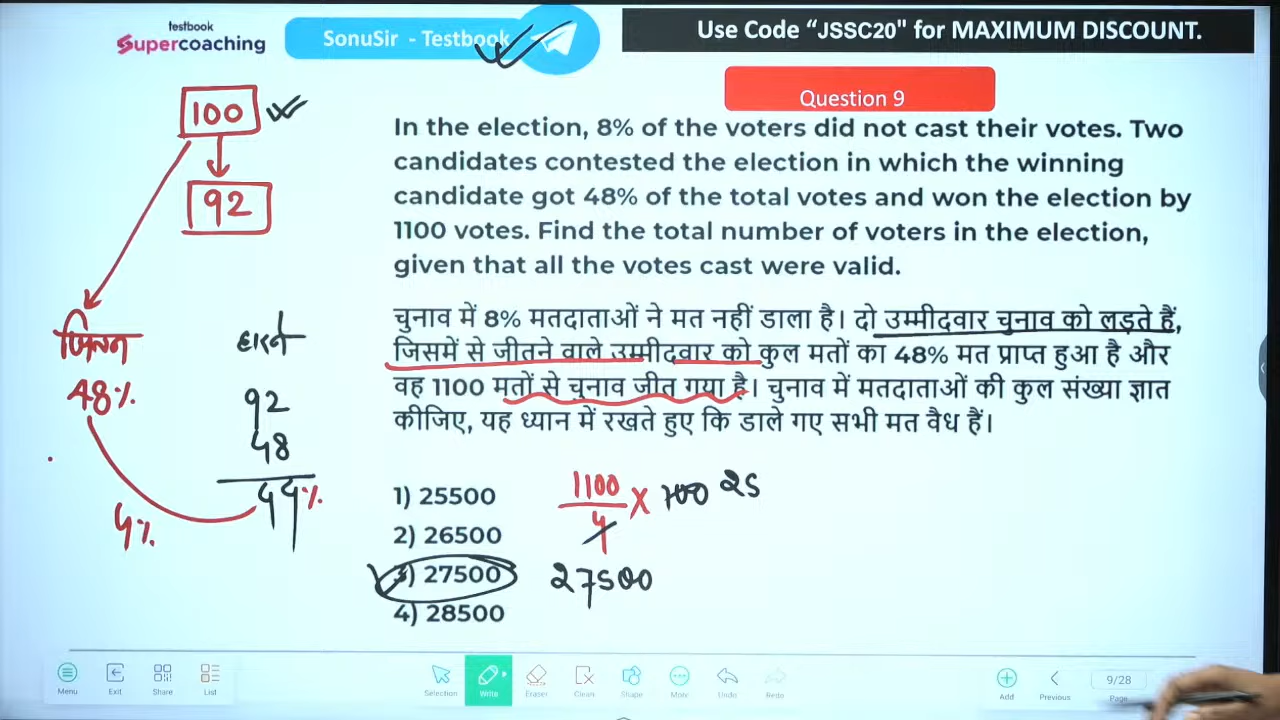 testbook
Supercoaching
SonuSir - Testbook
Use Code “JSSC20" for MAXIMUM DISCOUNT.
Question 9
100
92
In the election, 8% of the voters did not cast their votes. Two
candidates contested the election in which the winning
candidate got 48% of the total votes and won the election by
1100 votes. Find the total number of voters in the election,
given that all the votes cast were valid.
चुनाव में 8% मतदाताओं ने मत नहीं डाला है। दो उम्मीदवार चुनाव को लड़ते हैं,
जिसमें से जीतने वाले उम्मीदवार को कुल मतों का 48% मत प्राप्त हुआ है और
वह 1100 मतों से चुनाव जीत गया है। चुनाव में मतदाताओं की कुल संख्या ज्ञात
कीजिए, यह ध्यान में रखते हुए कि डाले गए सभी मत वैध हैं।
48%
92
48
44%
4%
1) 25500
2) 26500
3) 27500
4) 28500
1100/4 × 100 25
27500
Menu
Exit
Share
List
Selection
Write
Eraser
Clean
Shape
More
Undo
Redo
Add
Previous
9/28
Page